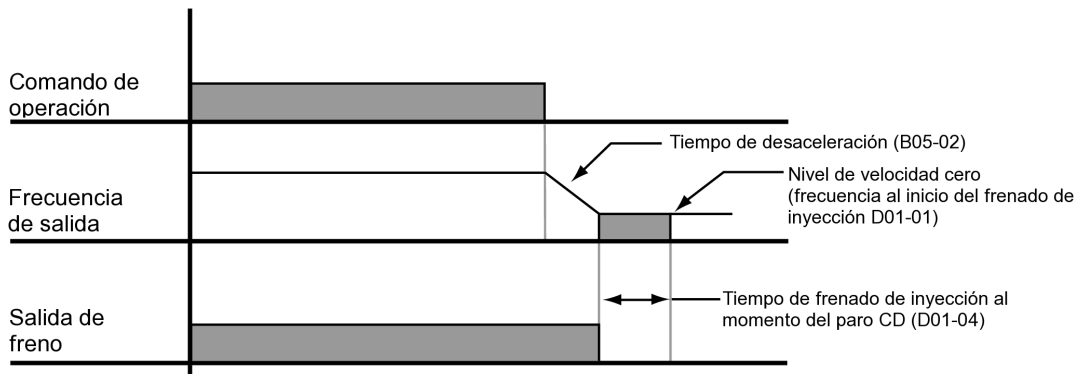 Comando de
operación
Tiempo de desaceleración (B05-02)
Nivel de velocidad cero
(frecuencia al inicio del frenado de
inyección D01-01)
Frecuencia
de salida
Tiempo de frenado de inyección al
momento del paro CD (D01-04)
Salida de
freno